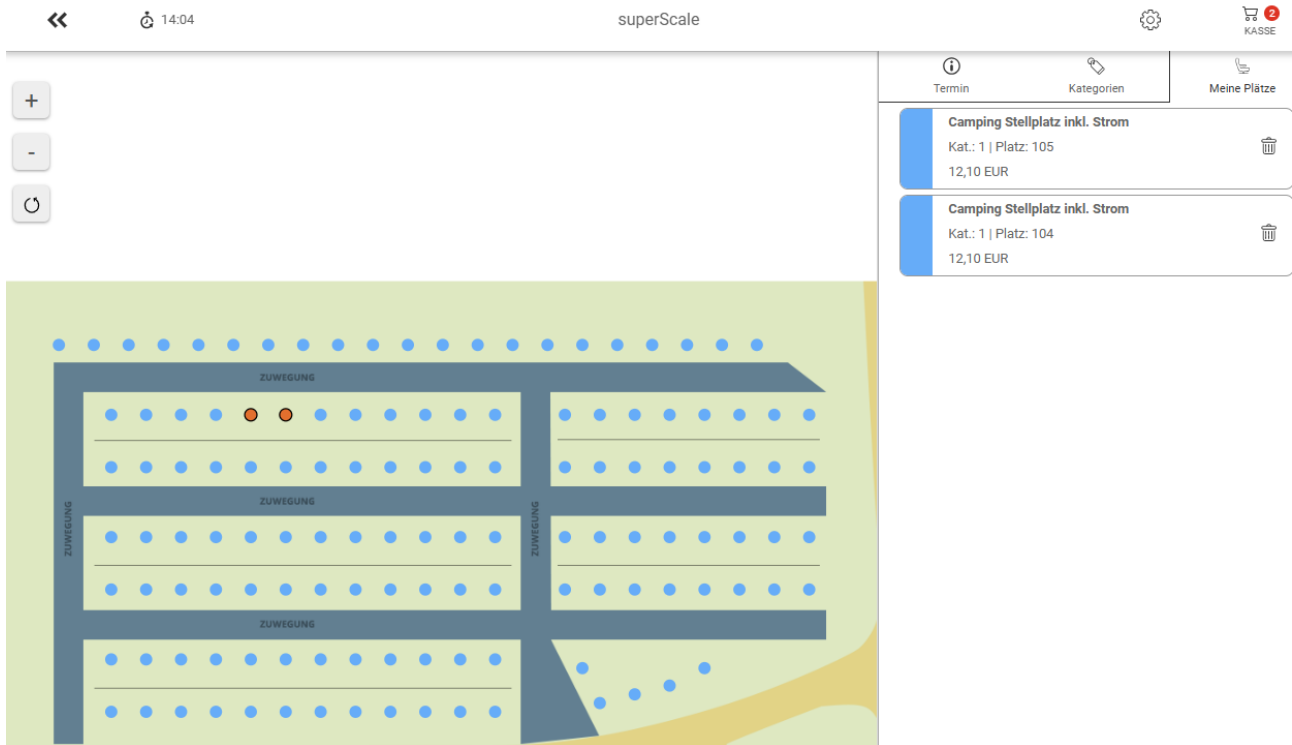 14:04
superScale
2
KASSE
+
-
Termin
Kategorien
Meine Plätze
Camping Stellplatz inkl. Strom
Kat.: 1 | Platz: 105
12,10 EUR
Camping Stellplatz inkl. Strom
Kat.: 1 | Platz: 104
12,10 EUR
ZUWEGUNG
ZUWEGUNG
ZUWEGUNG
ZUWEGUNG
ZUWEGUNG